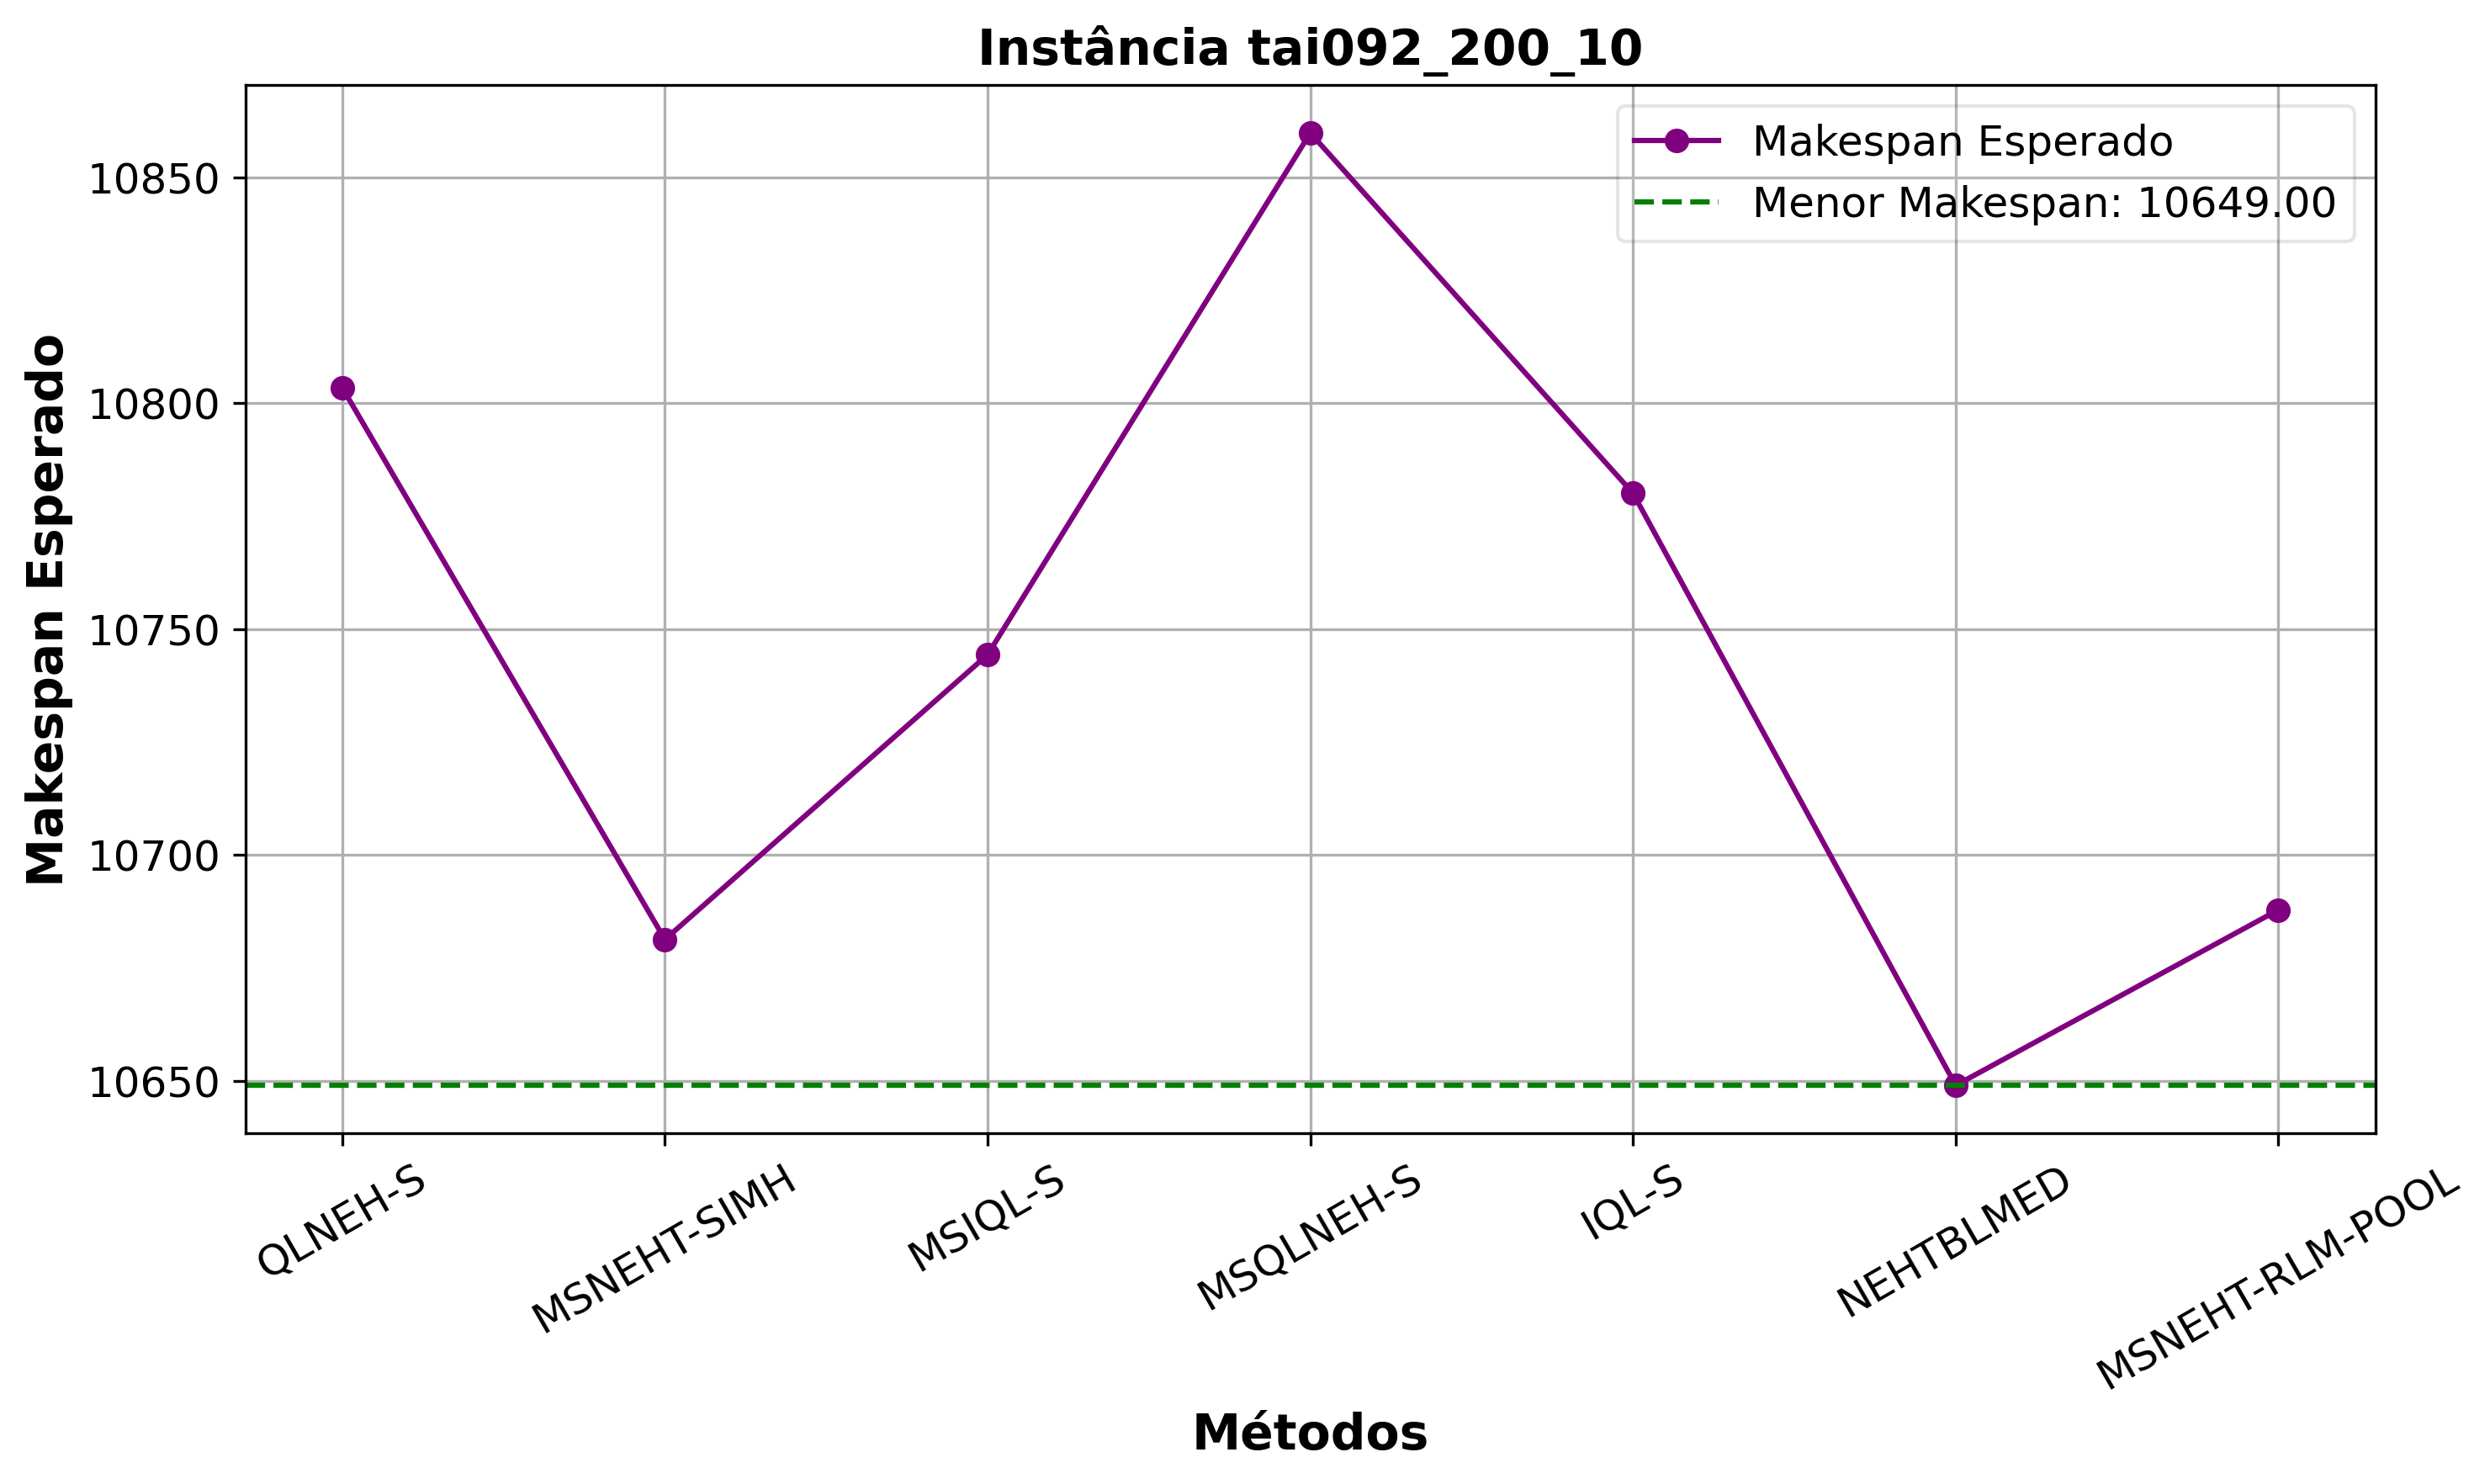 Instância tai092_200_10
Makespan Esperado
Menor Makespan: 10649.00
Makespan Esperado
10850
10800
10750
10700
10650
QLNEH-S
MSNEHT-SIMH
MSIQL-S
MSQLNEH-S
IQL-S
NEHTBLMED
MSNEHT-RLM-POOL
Métodos